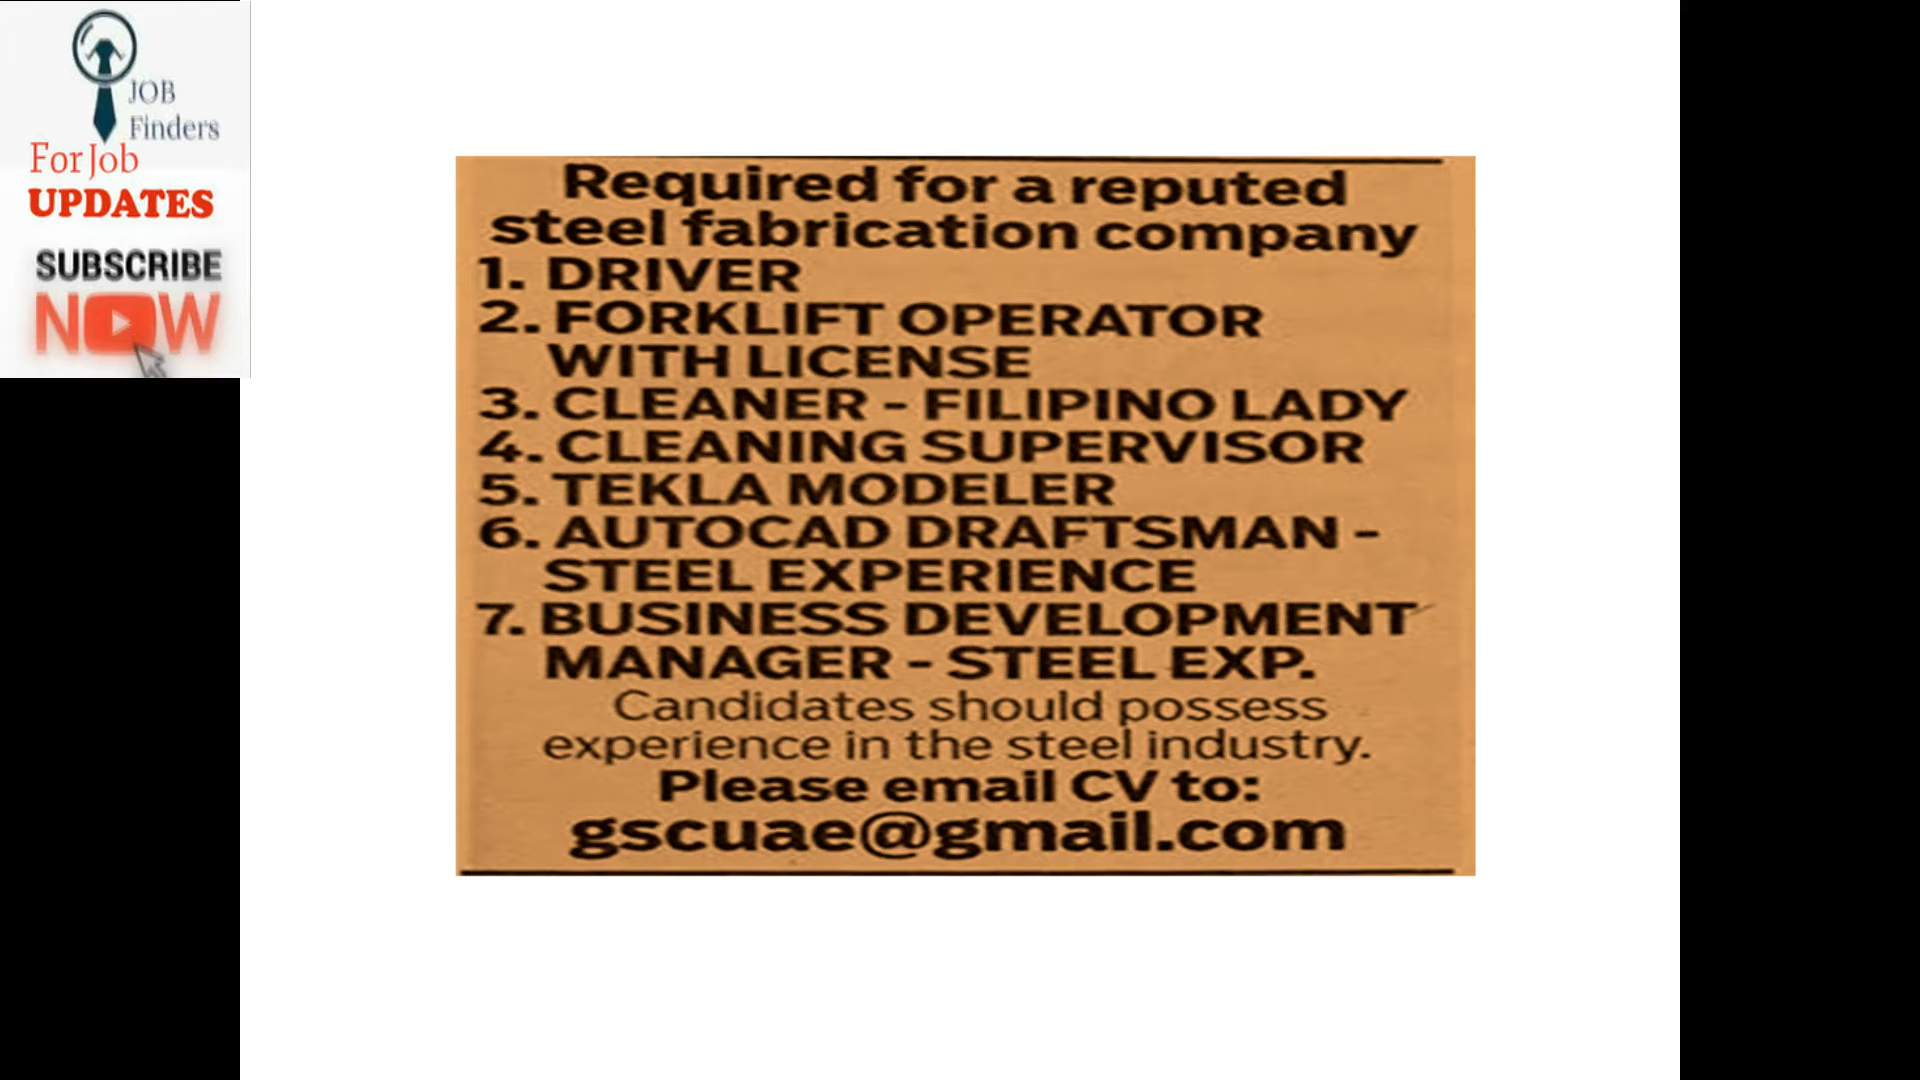 JOB
Finders
For Job
UPDATES
SUBSCRIBE
NOW
Required for a reputed
steel fabrication company
1. DRIVER
2. FORKLIFT OPERATOR
WITH LICENSE
3. CLEANER - FILIPINO LADY
4. CLEANING SUPERVISOR
5. TEKLA MODELER
6. AUTOCAD DRAFTSMAN -
STEEL EXPERIENCE
7. BUSINESS DEVELOPMENT
MANAGER - STEEL EXP.
Candidates should possess
experience in the steel industry.
Please email CV to:
gscuae@gmail.com